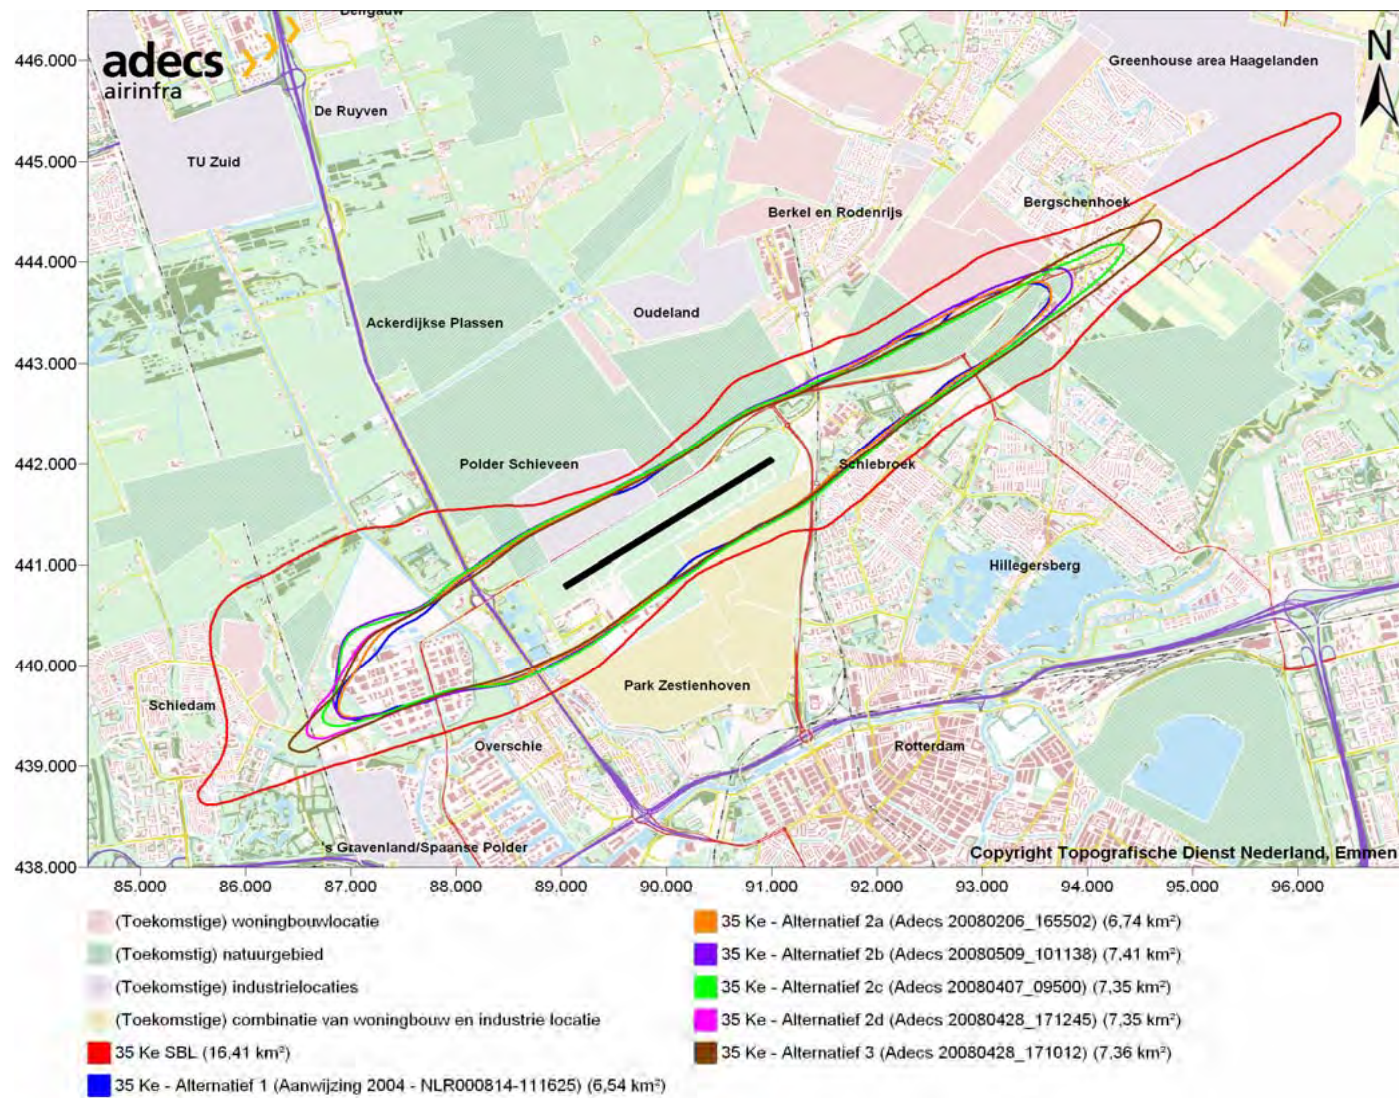 Delfgauw
446.000
adecs
airinfra
Greenhouse area Haagelanden
N
De Ruyven
445.000
TU Zuid
Berkel en Rodenrijs
Bergschenhoek
444.000
Ackerdijkse Plassen
Oudeland
443.000
442.000
Polder Schieveen
Schiebroek
441.000
Hillegersberg
440.000
Park Zestienhoven
Schiedam
Overschie
Rotterdam
439.000
's Gravenland/Spaanse Polder
Copyright Topografische Dienst Nederland, Emmen
438.000
85.000 86.000 87.000 88.000 89.000 90.000 91.000 92.000 93.000 94.000 95.000 96.000
(Toekomstige) woningbouwlocatie
(Toekomstig) natuurgebied
(Toekomstige) industrielocaties
(Toekomstige) combinatie van woningbouw en industrie locatie
35 Ke SBL (16,41 km²)
35 Ke - Alternatief 1 (Aanwijzing 2004 - NLR000814-111625) (6,54 km²)
35 Ke - Alternatief 2a (Adecs 20080206_165502) (6,74 km²)
35 Ke - Alternatief 2b (Adecs 20080509_101138) (7,41 km²)
35 Ke - Alternatief 2c (Adecs 20080407_09500) (7,35 km²)
35 Ke - Alternatief 2d (Adecs 20080428_171245) (7,35 km²)
35 Ke - Alternatief 3 (Adecs 20080428_171012) (7,36 km²)